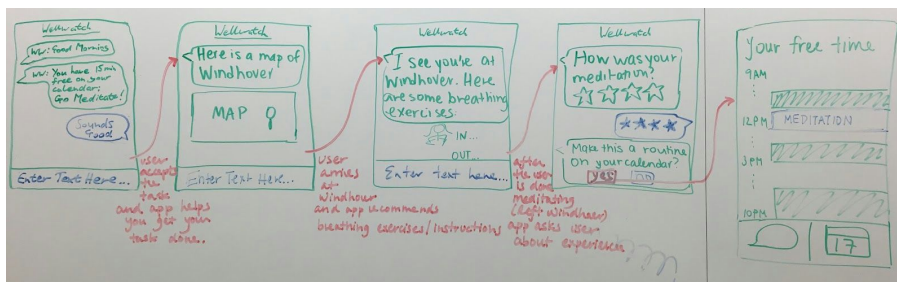 Wellwatch
WW: Good Morning
WW: You have 15 min
free on your
calendar.
Go Meditate!
Sounds
Good
Enter Text Here...
user
accepts
the
task
and app helps
you get your
task done..
Wellwatch
Here is a map of
Windhover
MAP
Enter Text Here...
user
arrives
at
windhover
and app recommends
breathing exercises/instructions
Wellwatch
I see you're at
Windhover. Here
are some breathing
exercises.
IN...
OUT...
Enter text here...
after
the user
is done
meditating
(left windhover)
app asks user
about experience
Wellwatch
How was your
meditation?
Make this a routine
on your calendar?
yes no
Your free time
9AM
12PM MEDITATION
3PM
10PM
17